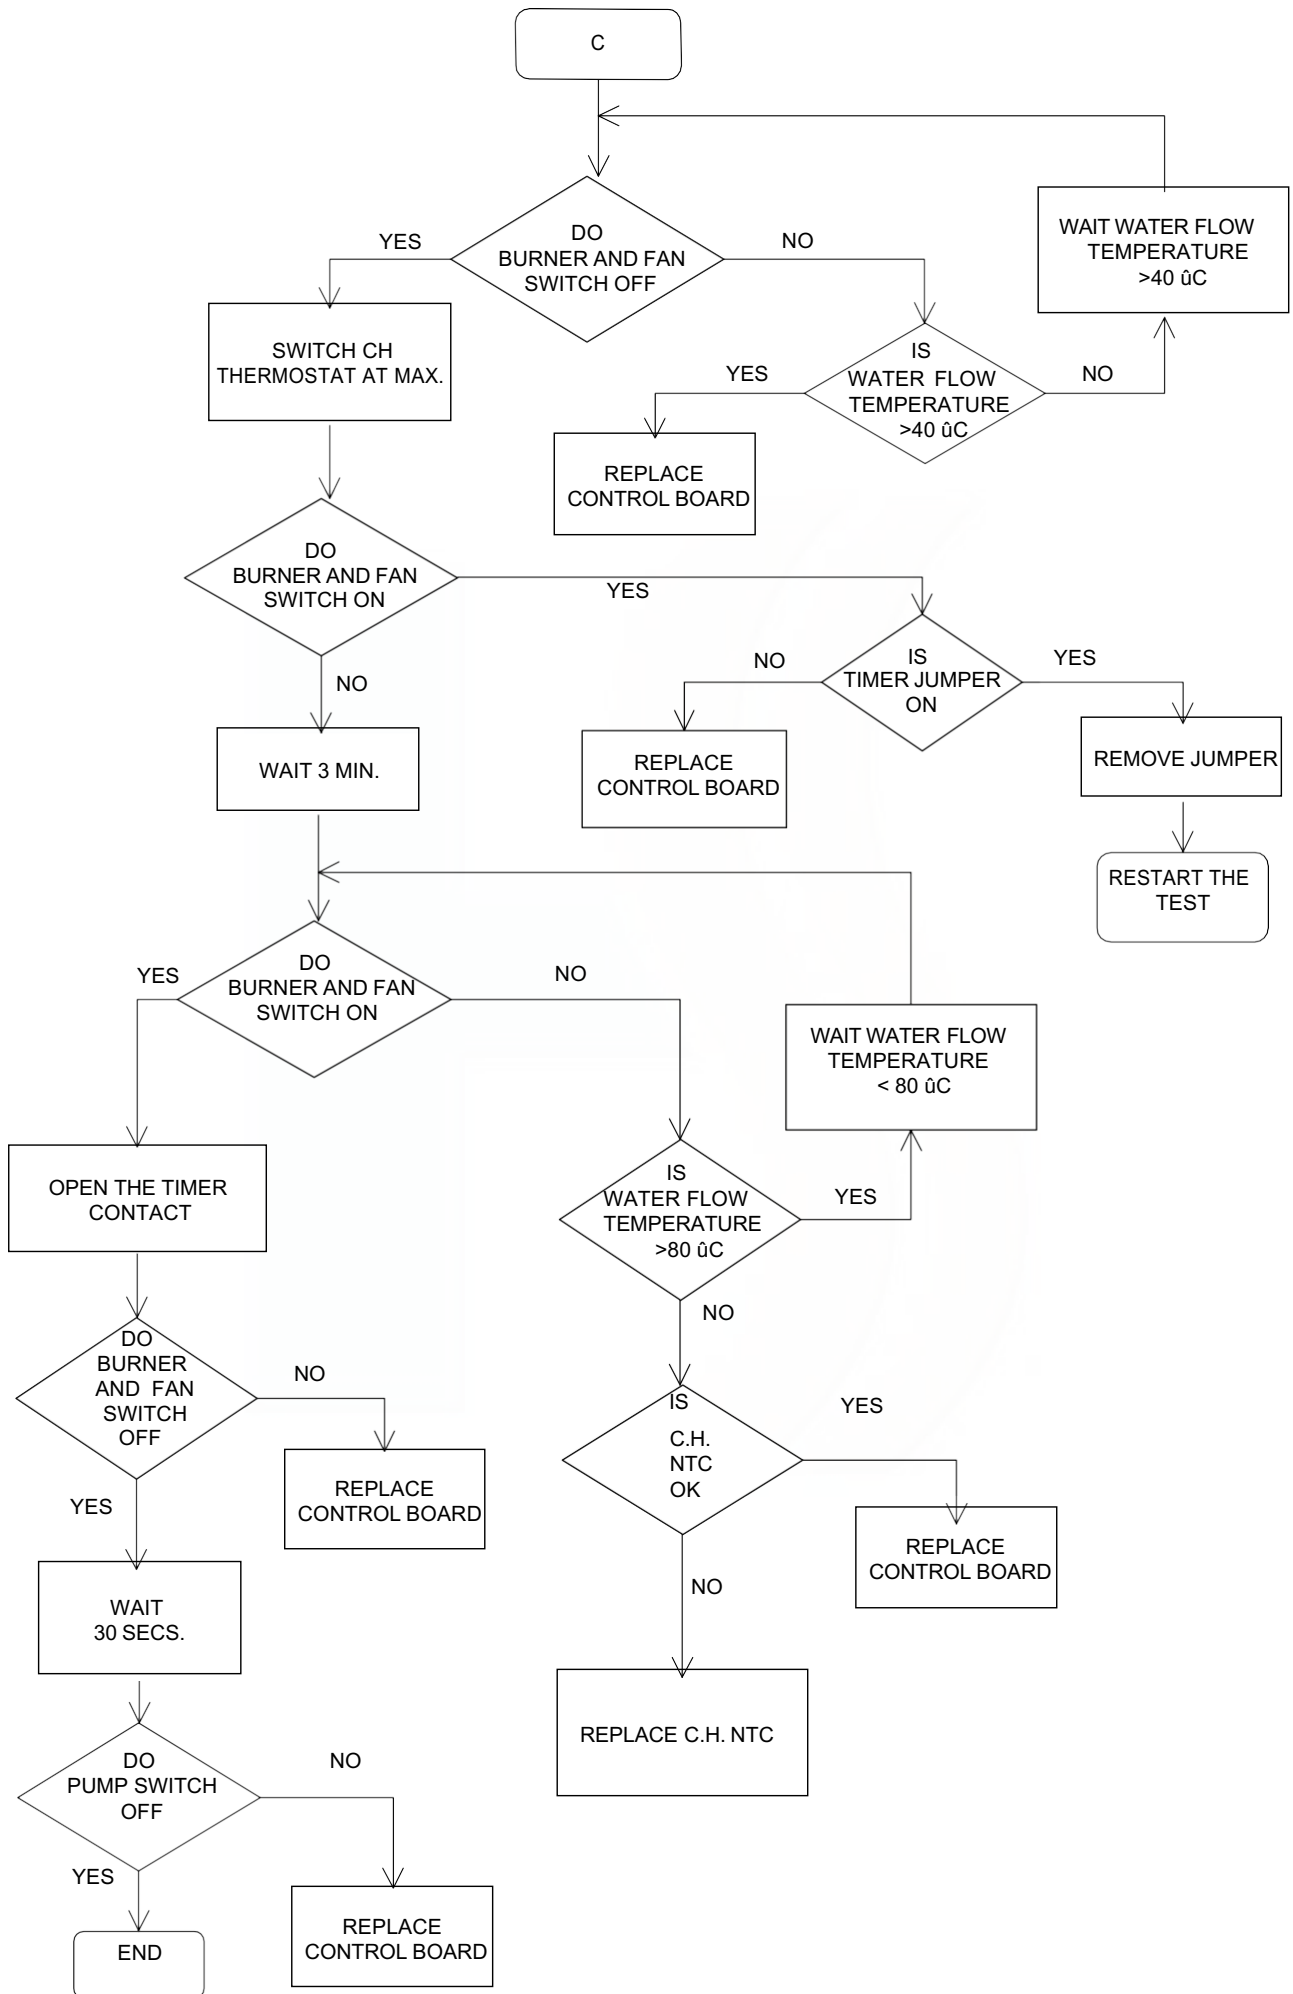 C
YES
DO
BURNER AND FAN
SWITCH OFF
NO
WAIT WATER FLOW
TEMPERATURE
>40 ûC
SWITCH CH
THERMOSTAT AT MAX.
YES
IS
WATER FLOW
TEMPERATURE
>40 ûC
NO
REPLACE
CONTROL BOARD
DO
BURNER AND FAN
SWITCH ON
YES
NO
NO
IS
TIMER JUMPER
ON
YES
WAIT 3 MIN.
REPLACE
CONTROL BOARD
REMOVE JUMPER
RESTART THE
TEST
YES
DO
BURNER AND FAN
SWITCH ON
NO
WAIT WATER FLOW
TEMPERATURE
< 80 ûC
OPEN THE TIMER
CONTACT
IS
WATER FLOW
TEMPERATURE
>80 ûC
YES
NO
DO
BURNER
AND FAN
SWITCH
OFF
NO
YES
REPLACE
CONTROL BOARD
IS
C.H.
NTC
OK
YES
NO
REPLACE
CONTROL BOARD
WAIT
30 SECS.
REPLACE C.H. NTC
DO
PUMP SWITCH
OFF
NO
YES
REPLACE
CONTROL BOARD
END